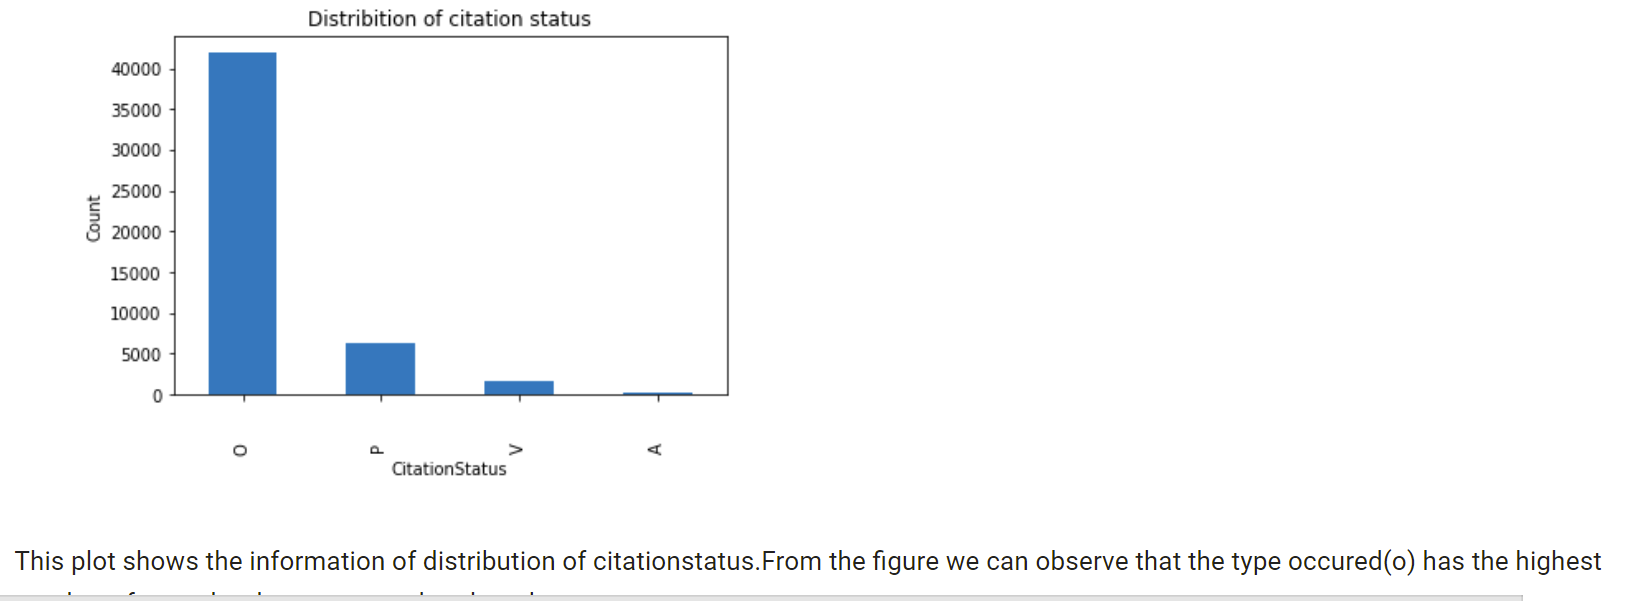 Distribition of citation status
40000
35000
30000
25000
20000
15000
10000
5000
0
Count
O
P
V
A
CitationStatus
This plot shows the information of distribution of citationstatus.From the figure we can observe that the type occured(o) has the highest